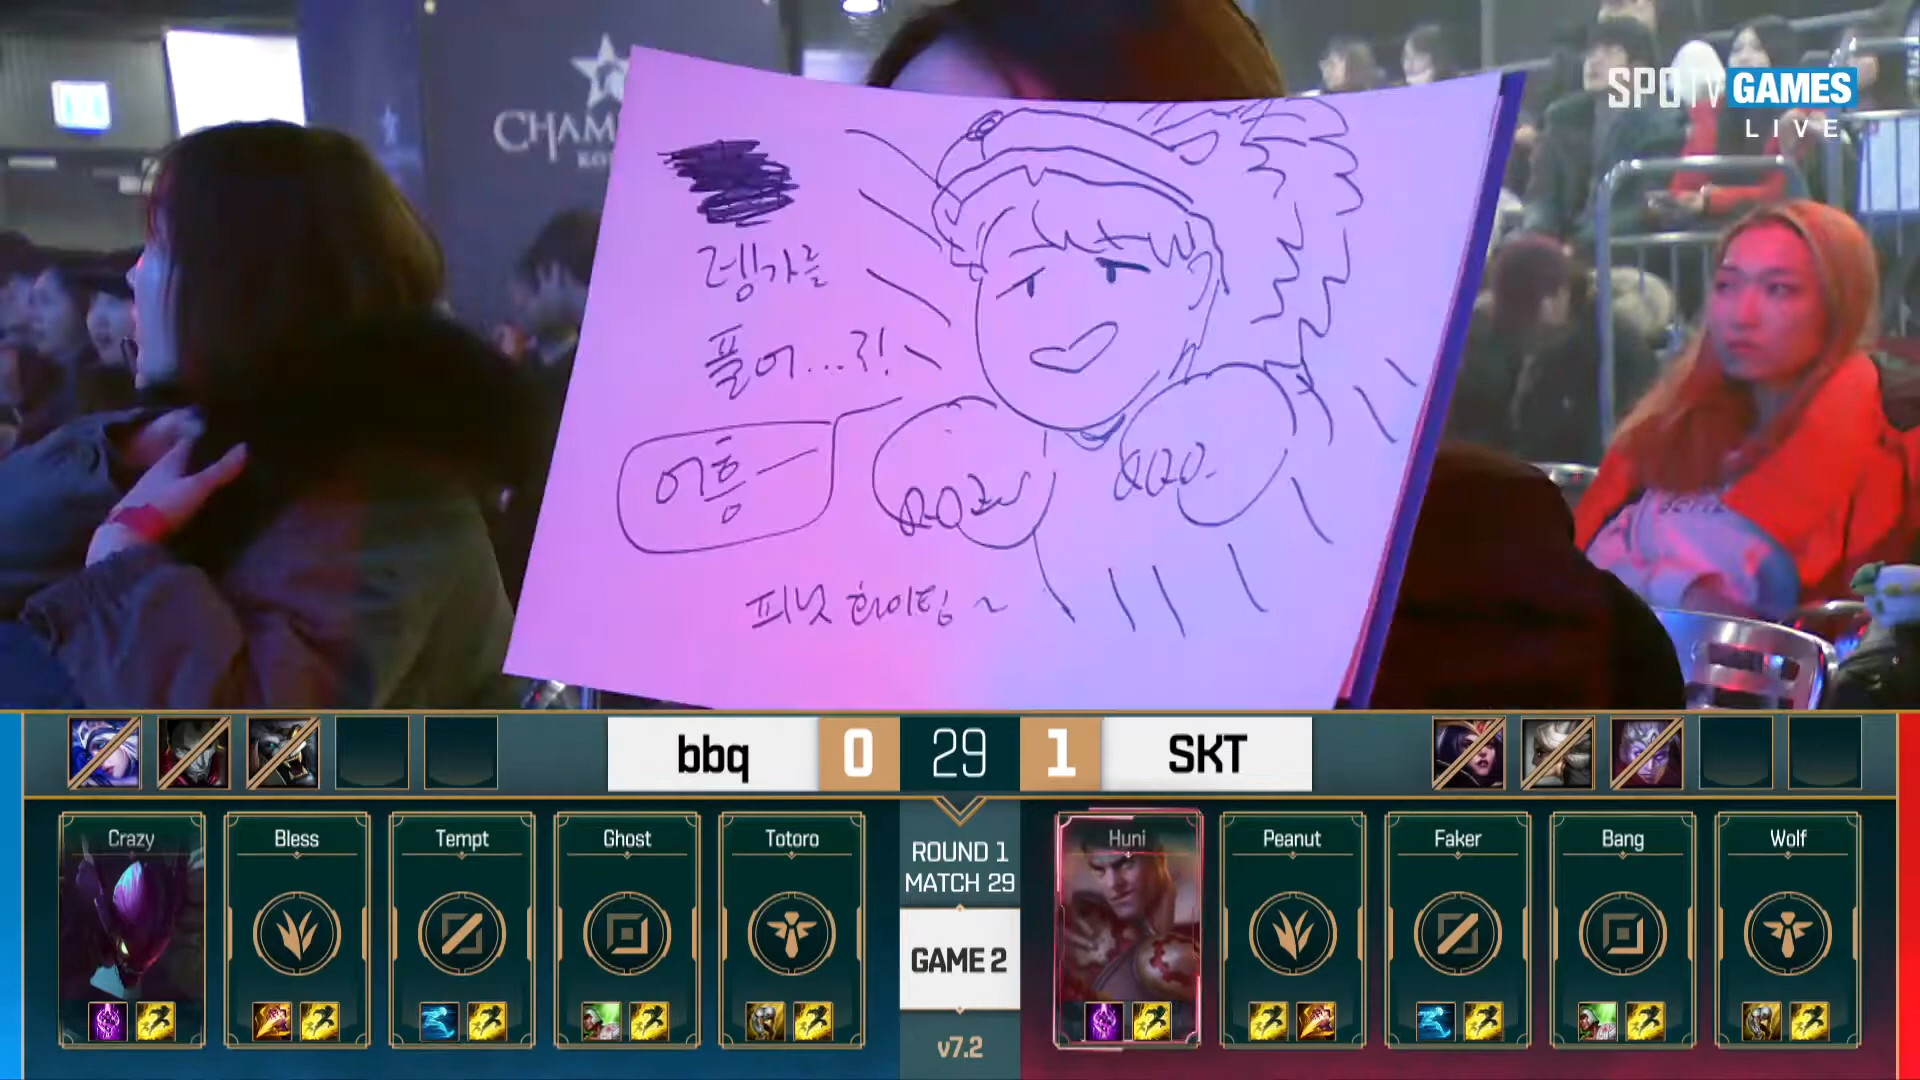 SPOTV GAMES
LIVE
CHAM
렝가를
풀어...?!
어흥ー
피넛 화이팅~
bbq 0 29 1 SKT
Crazy Bless Tempt Ghost Totoro
ROUND 1
MATCH 29
GAME 2
v7.2
Huni Peanut Faker Bang Wolf